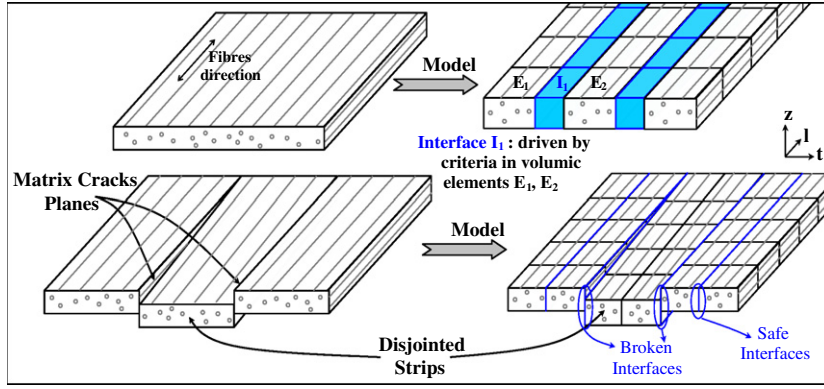 Fibres
direction
Model
E1 I1 E2
Interface I1 : driven by
criteria in volumic
elements E1, E2
z
l
t
Matrix Cracks
Planes
Model
Disjointed
Strips
Broken
Interfaces
Safe
Interfaces